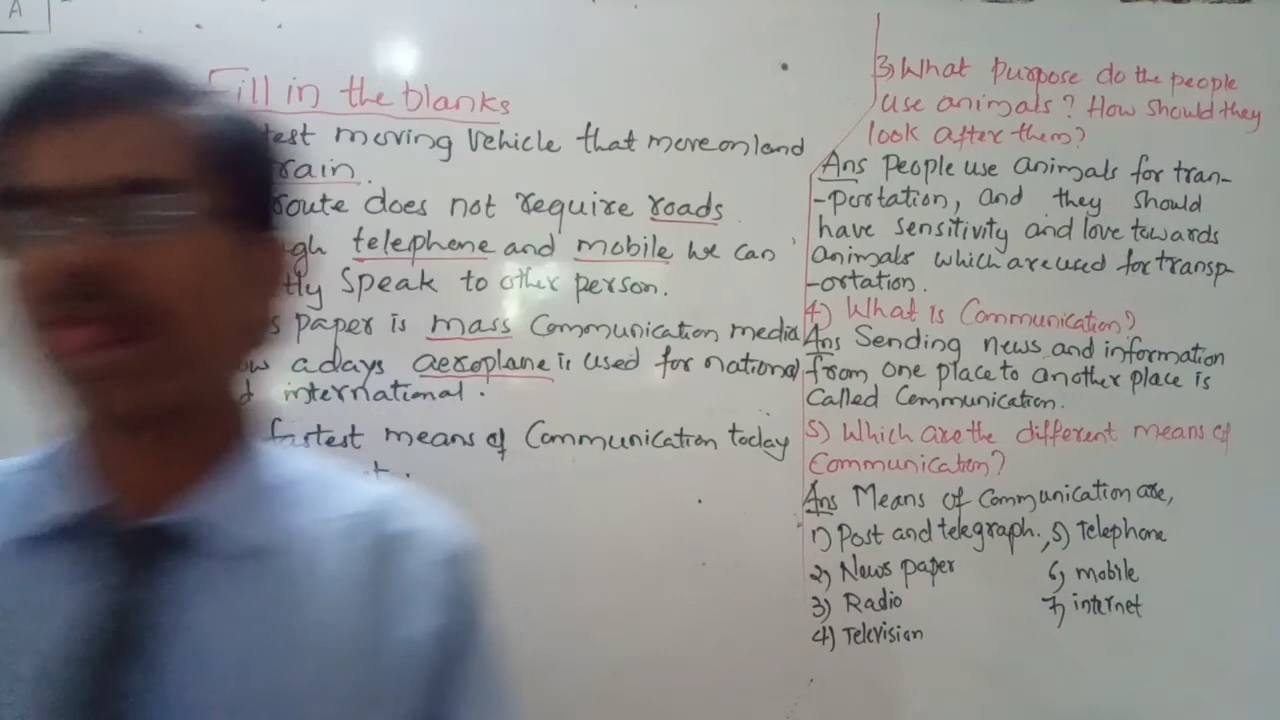 A
Fill in the blanks
test moving vehicle that move on land
rain.
route does not require roads
gh telephone and mobile we can
tly speak to other person.
s paper is mass communication media
ow adays aeroplane is used for national
d international.
fastest means of Communication today
3, What purpose do the people
use animals? How should they
look after them?
Ans People use animals for tran-
-portation, and they should
have sensitivity and love towards
animals which are used for transp-
-ortation.
4) What is Communication?
Ans Sending news and information
from one place to another place is
Called Communication.
5) Which are the different means of
Communication?
Ans Means of Communication are,
1) Post and telegraph., 5) Telephone
2) News paper 6) mobile
3) Radio 7) internet
4) Television